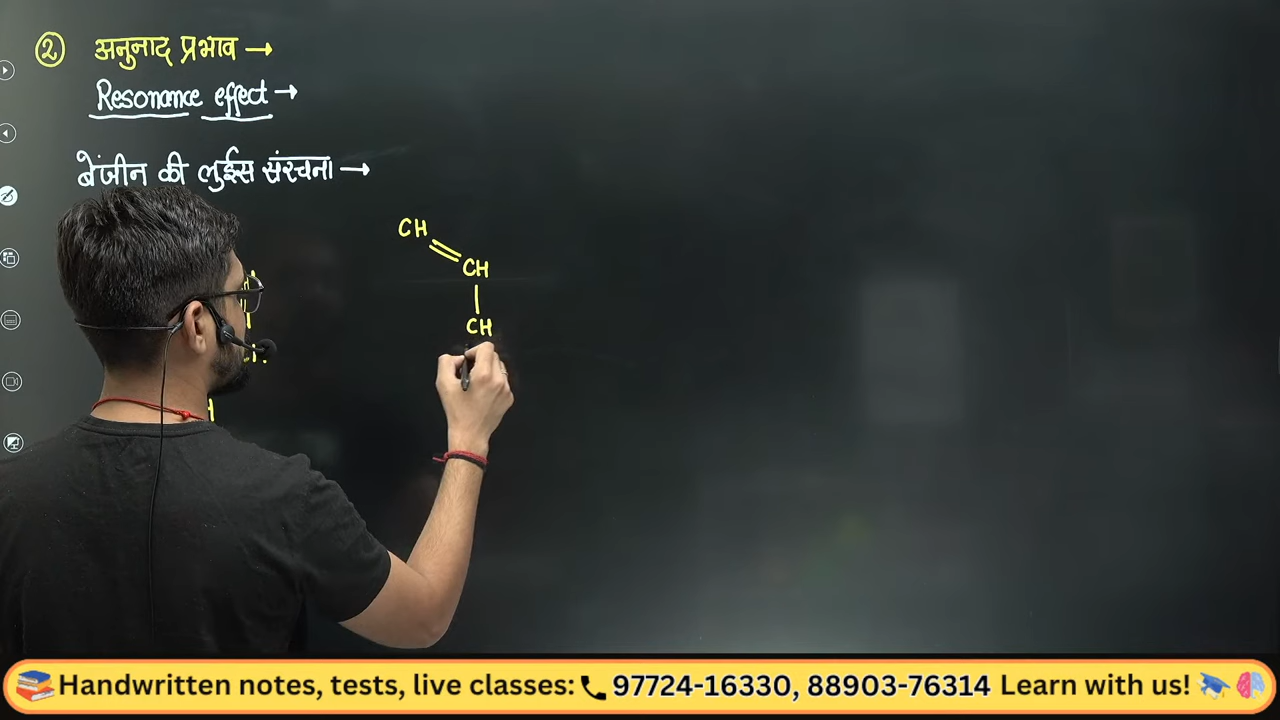 ② अनुनाद प्रभाव →
Resonance effect →
बेंजीन की लुईस संरचना →
CH
CH
CH
H
Handwritten notes, tests, live classes: 97724-16330, 88903-76314 Learn with us!